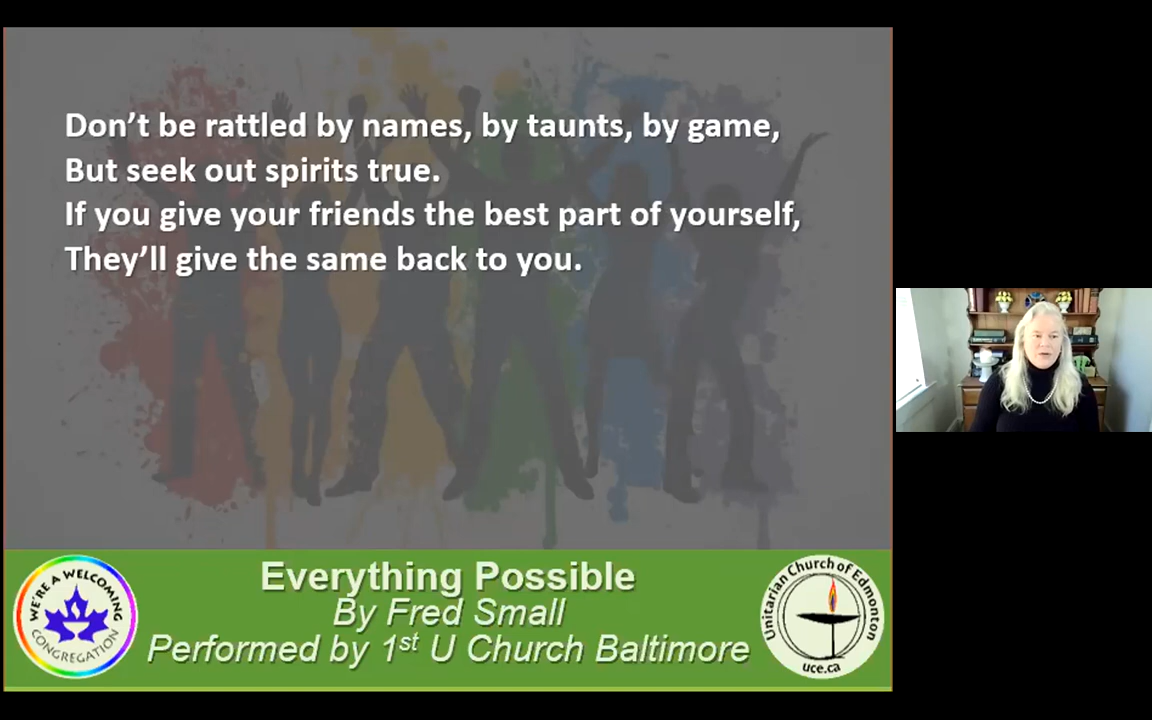 Don't be rattled by names, by taunts, by game,
But seek out spirits true.
If you give your friends the best part of yourself,
They'll give the same back to you.
Everything Possible
By Fred Small
Performed by 1st U Church Baltimore
WE'RE A WELCOMING
CONGREGATION
Unitarian Church of Edmonton
uce.ca